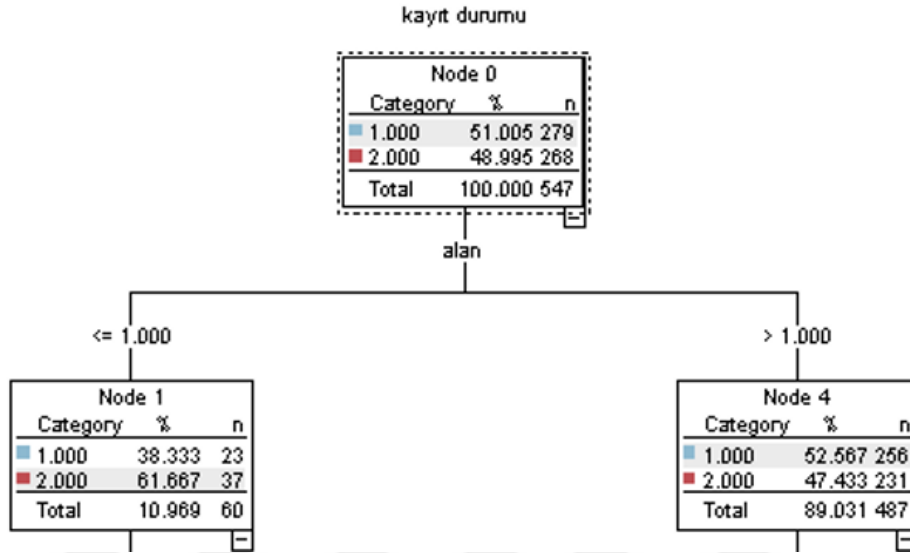 kayıt durumu
Node 0
Category % n
1.000 51.005 279
2.000 48.995 268
Total 100.000 547
alan
<= 1.000
> 1.000
Node 1
Category % n
1.000 38.333 23
2.000 61.667 37
Total 10.969 60
Node 4
Category % n
1.000 52.567 256
2.000 47.433 231
Total 89.031 487